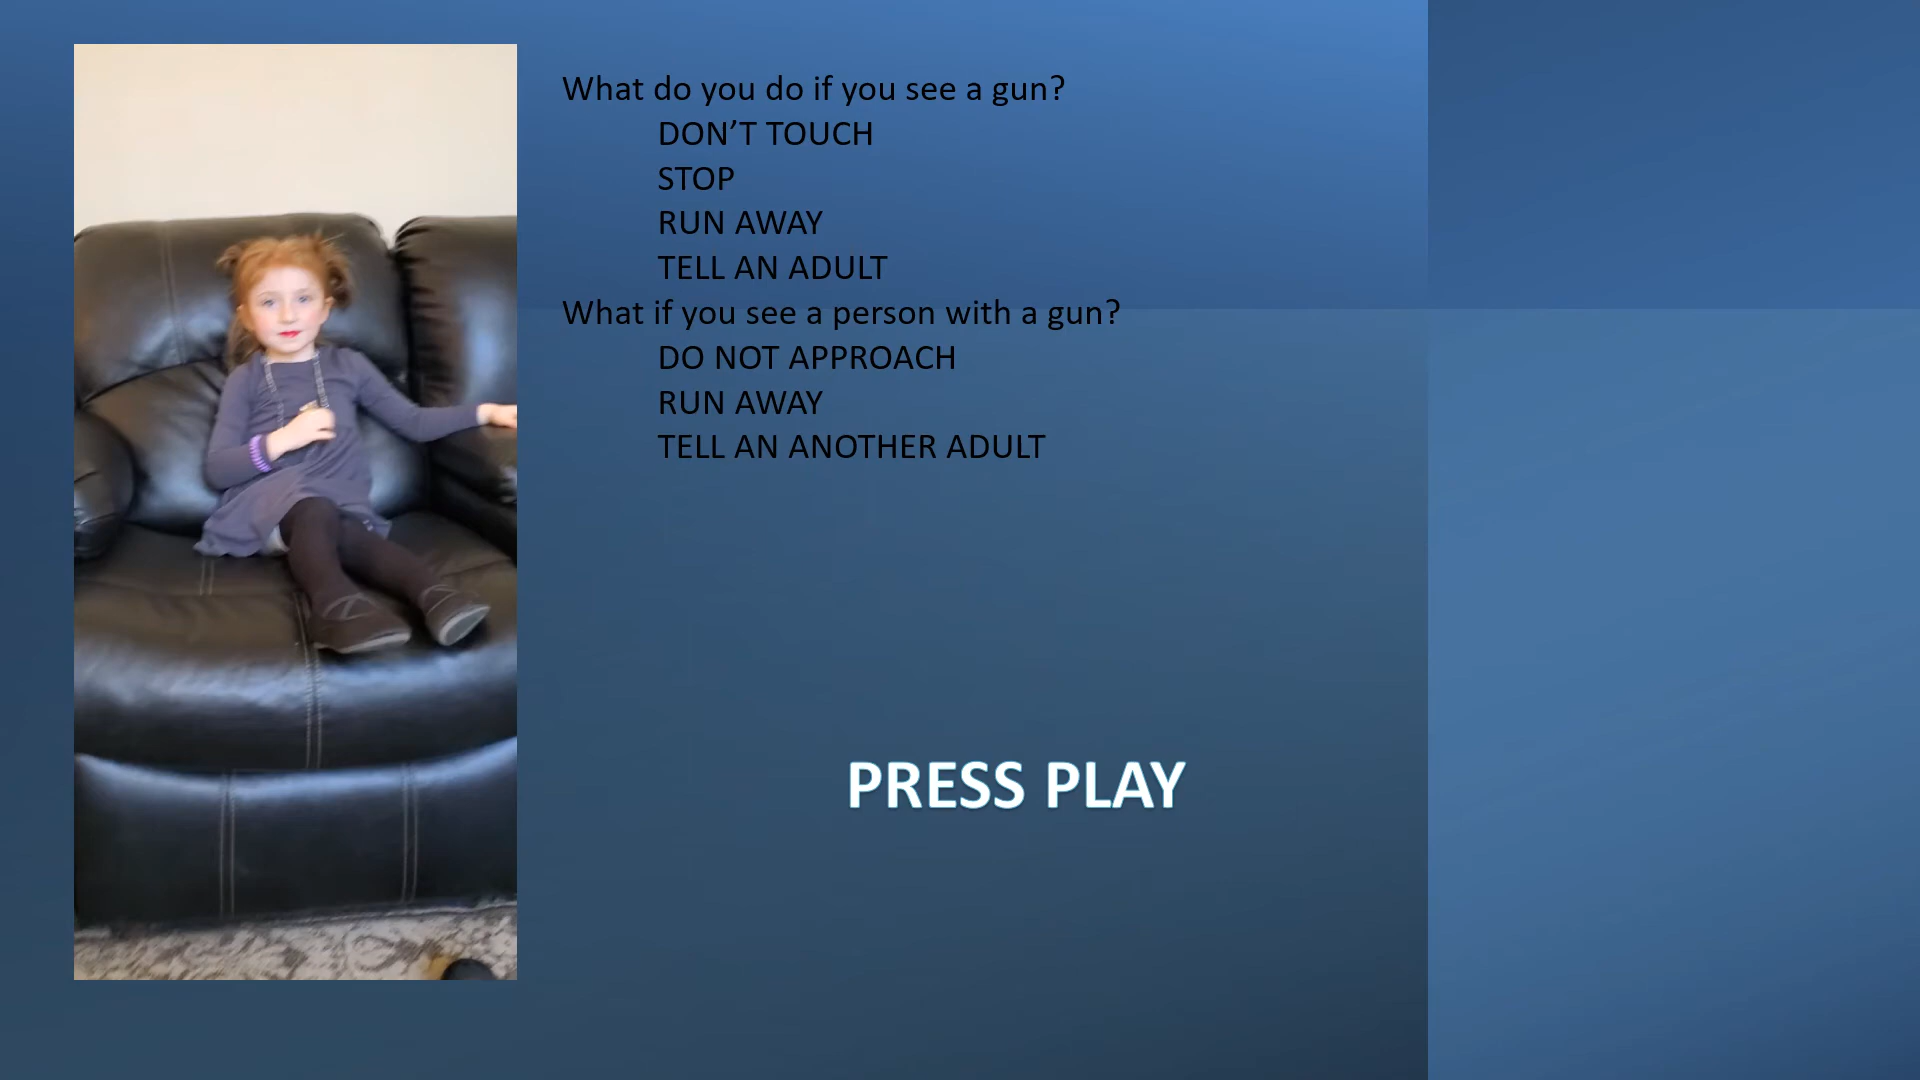 What do you do if you see a gun?
DON’T TOUCH
STOP
RUN AWAY
TELL AN ADULT
What if you see a person with a gun?
DO NOT APPROACH
RUN AWAY
TELL AN ANOTHER ADULT
PRESS PLAY